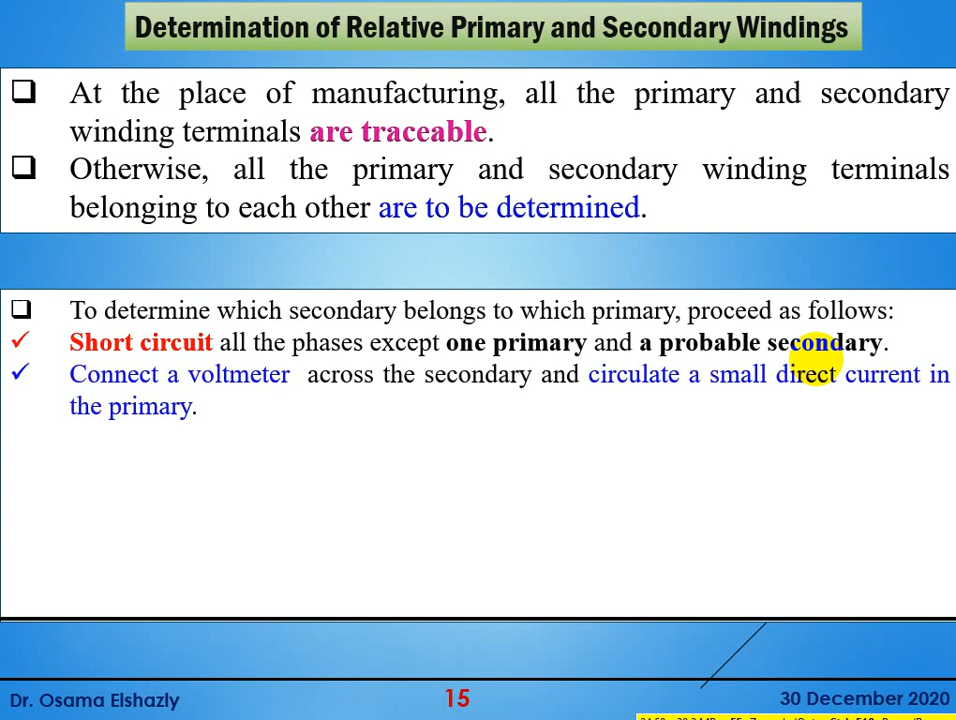 Determination of Relative Primary and Secondary Windings
At the place of manufacturing, all the primary and secondary
winding terminals are traceable.
Otherwise, all the primary and secondary winding terminals
belonging to each other are to be determined.
To determine which secondary belongs to which primary, proceed as follows:
Short circuit all the phases except one primary and a probable secondary.
Connect a voltmeter across the secondary and circulate a small direct current in
the primary.
Dr. Osama Elshazly
15
30 December 2020